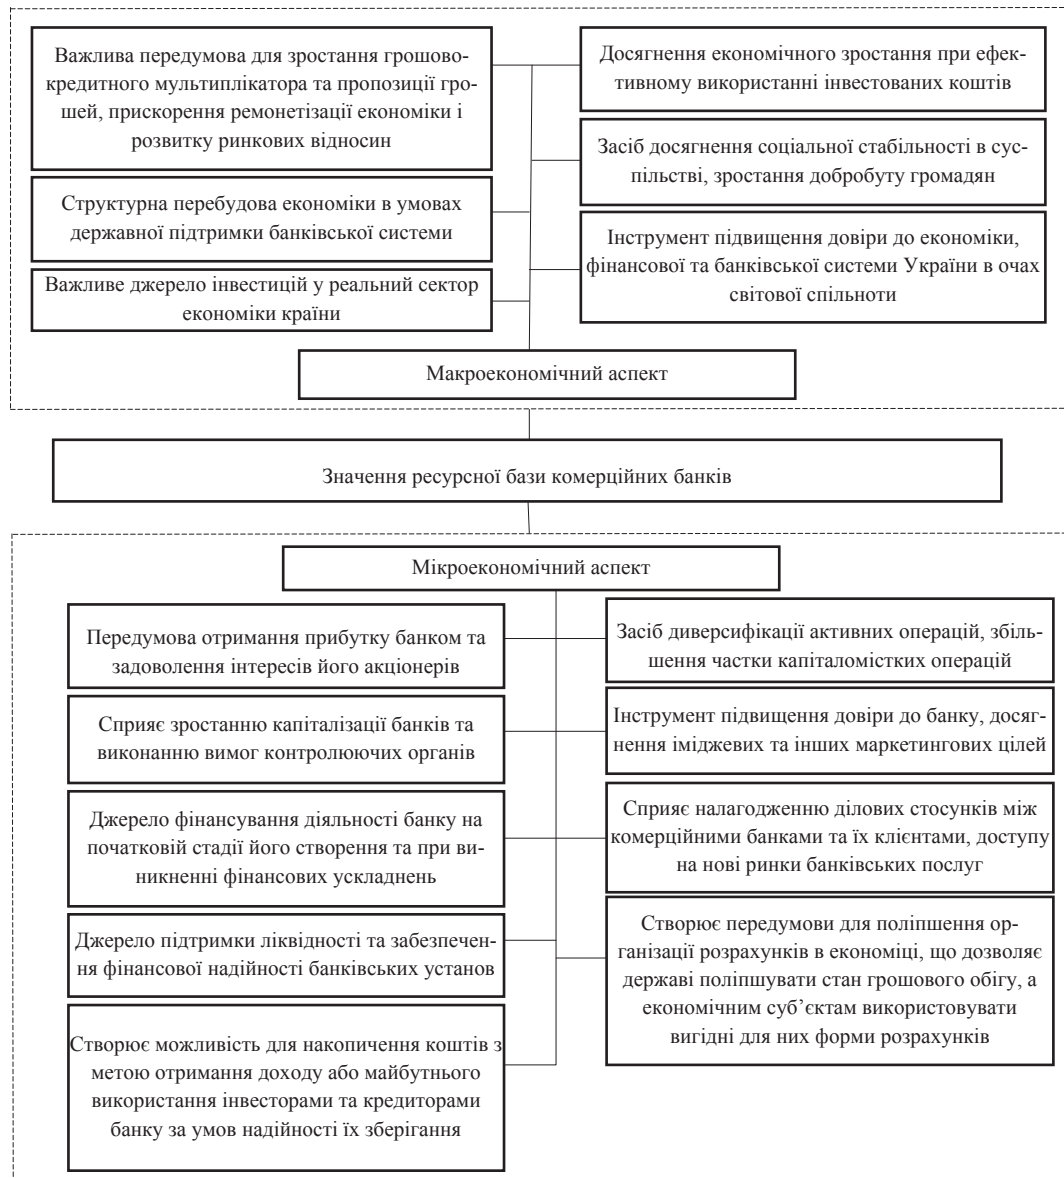 Важлива передумова для зростання грошово-
кредитного мультиплікатора та пропозиції гро-
шей, прискорення ремонетізації економіки і
розвитку ринкових відносин
Структурна перебудова економіки в умовах
державної підтримки банківської системи
Важливе джерело інвестицій у реальний сектор
економіки країни
Досягнення економічного зростання при ефек-
тивному використанні інвестованих коштів
Засіб досягнення соціальної стабільності в сус-
пільстві, зростання добробуту громадян
Інструмент підвищення довіри до економіки,
фінансової та банківської системи України в очах
світової спільноти
Макроекономічний аспект
Значення ресурсної бази комерційних банків
Мікроекономічний аспект
Передумова отримання прибутку банком та
задоволення інтересів його акціонерів
Сприяє зростанню капіталізації банків та
виконанню вимог контролюючих органів
Джерело фінансування діяльності банку на
початковій стадії його створення та при ви-
никненні фінансових ускладнень
Джерело підтримки ліквідності та забезпечен-
ня фінансової надійності банківських установ
Створює можливість для накопичення коштів з
метою отримання доходу або майбутнього
використання інвесторами та кредиторами
банку за умов надійності їх зберігання
Засіб диверсифікації активних операцій, збіль-
шення частки капіталомістких операцій
Інструмент підвищення довіри до банку, дося-
гнення іміджевих та інших маркетингових цілей
Сприяє налагодженню ділових стосунків між
комерційними банками та їх клієнтами, доступу
на нові ринки банківських послуг
Створює передумови для поліпшення ор-
ганізації розрахунків в економіці, що дозволяє
державі поліпшувати стан грошового обігу, а
економічним суб’єктам використовувати
вигідні для них форми розрахунків